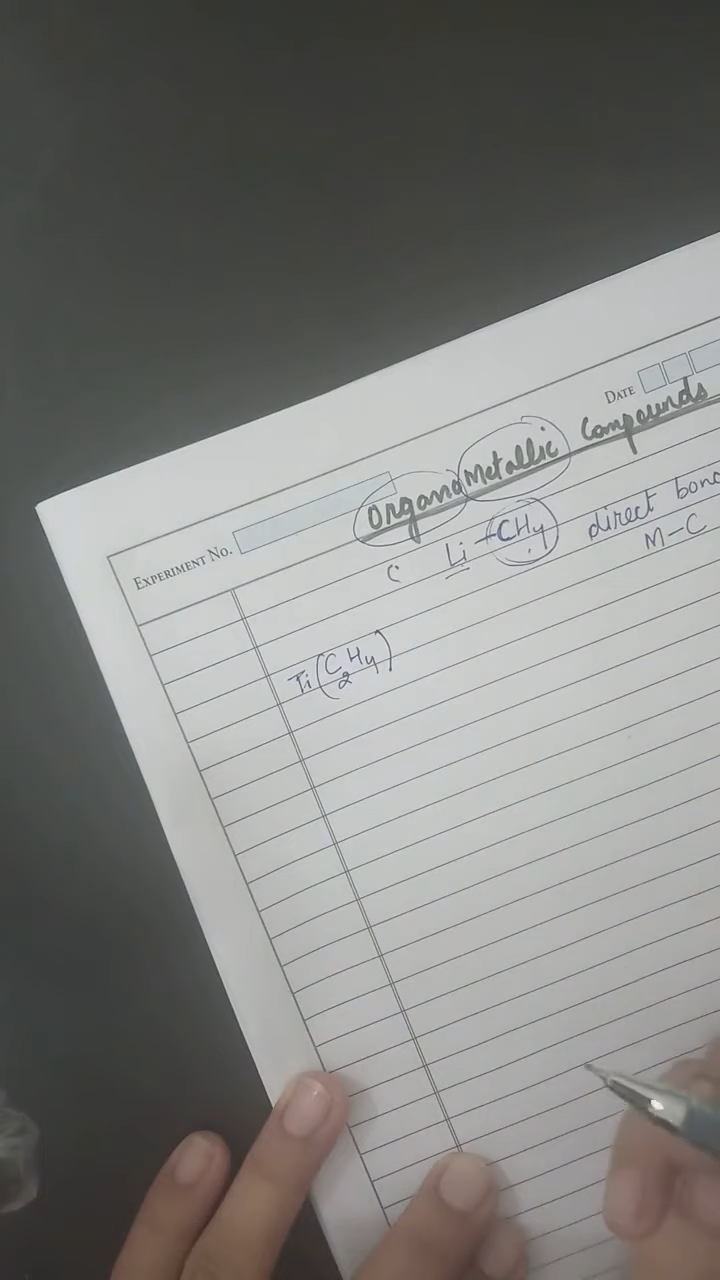 DATE
Organometallic Compounds
EXPERIMENT No.
C Li-CH4 direct bond
M-C
Ti(C2H4)